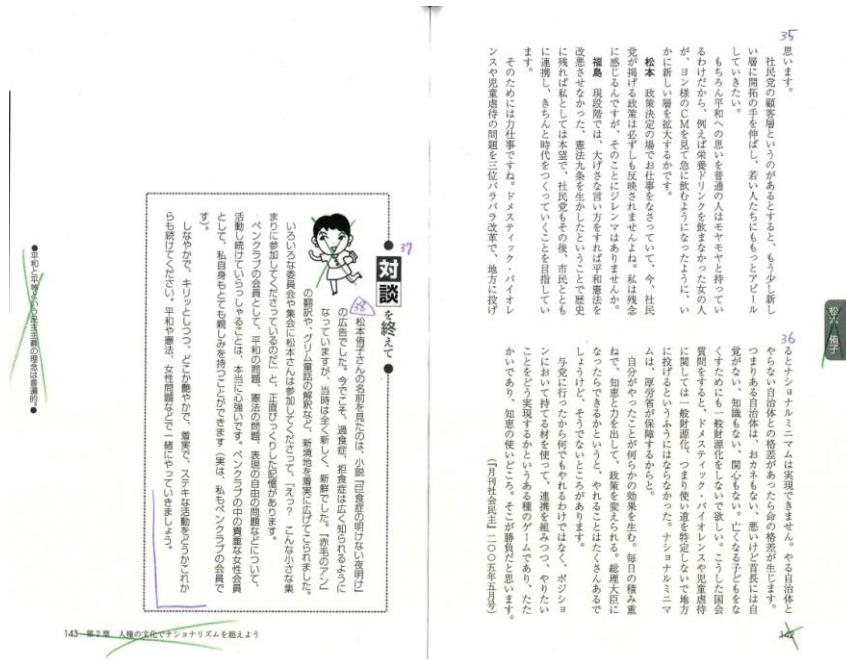 35
思います。
社民党の顧客層というのがあるとすると、もう少し新し
い層に開拓の手を伸ばし、若い人たちにももっとアピール
していきたい。
もちろん平和への思いを普通の人はモヤモヤと持ってい
るわけだから、例えば栄養ドリンクを飲まなかった女の人
が、ヨン様のCMを見て急に飲むようになったように、い
かに新しい層を拡大するかです。
松本 政策決定の場でお仕事をなさっていて、今、社民
党が掲げる政策は必ずしも反映されませんよね。私は残念
に感じるんですが、そのことにジレンマはありませんか。
福島 現段階では、大げさな言い方をすれば平和憲法を
改悪させなかった、憲法九条を生かしたということで歴史
に残れば私としては本望で、社民党もその後、市民ととも
に連携し、きちんと時代をつくっていくことを目指してい
ます。
そのためには力仕事ですね。ドメスティック・バイオレ
ンスや児童虐待の問題を三位バラバラ改革で、地方に投げ
36
るとナショナルミニマムは実現できません。やる自治体と
やらない自治体との格差があったら命の格差が生じます。
つまりある自治体は、おカネもない、悪いけど首長には自
覚がない、知識もない、関心もない。亡くなる子どもをな
くすためにも一般財源化をしないで欲しい。こうした国会
質問をすると、ドメスティック・バイオレンスや児童虐待
に関しては一般財源化、つまり使い道を特定しないで地方
に投げるというふうにはならなかった。ナショナルミニマ
ムは、厚労省が保障するからと。
自分がやったことが何らかの効果を生む。毎日の積み重
ねで、知恵と力を出して、政策を変えられる。総理大臣に
なったらできるかというと、やれることはたくさんあるで
しょうけど、そうでないところがあります。
与党に行ったから何でもやれるわけではなく、ポジショ
ンにおいて持てる材を使って、連携を組みつつ、やりたい
ことをどう実現するかというある種のゲームであり、たた
かいであり、知恵の使いどころ。そこが勝負だと思います。
(『月刊社会民主』二〇〇五年五月号)
松本 侑子
142
37
●対談を終えて●
38
松本侑子さんの名前を見たのは、小説『巨食症の明けない夜明け』
の広告でした。今でこそ、過食症、拒食症は広く知られるように
なっていますが、当時は全く新しく、新鮮でした。『赤毛のアン』
の翻訳や、グリム童話の解釈など、新境地を着実に広げてこられました。
いろいろな委員会や集会に松本さんは参加してくださって、「えっ? こんな小さな集
まりに参加してくださっているのだ」と、正直びっくりした記憶があります。
ペンクラブの会員として、平和の問題、憲法の問題、表現の自由の問題などについて、
活動し続けていらっしゃることは、本当に心強いです。ペンクラブの中の貴重な女性会員
として、私自身もとても親しみを持つことができます(実は、私もペンクラブの会員で
す)。
しなやかで、キリッとしつつ、どこか艶やかで、着実で、ステキな活動をどうかこれか
らも続けてください。平和や憲法、女性問題などで一緒にやっていきましょう。
●平和と平等という民主主義の理念は普遍的。●
143 第2章 人権の文化でナショナリズムを超えよう